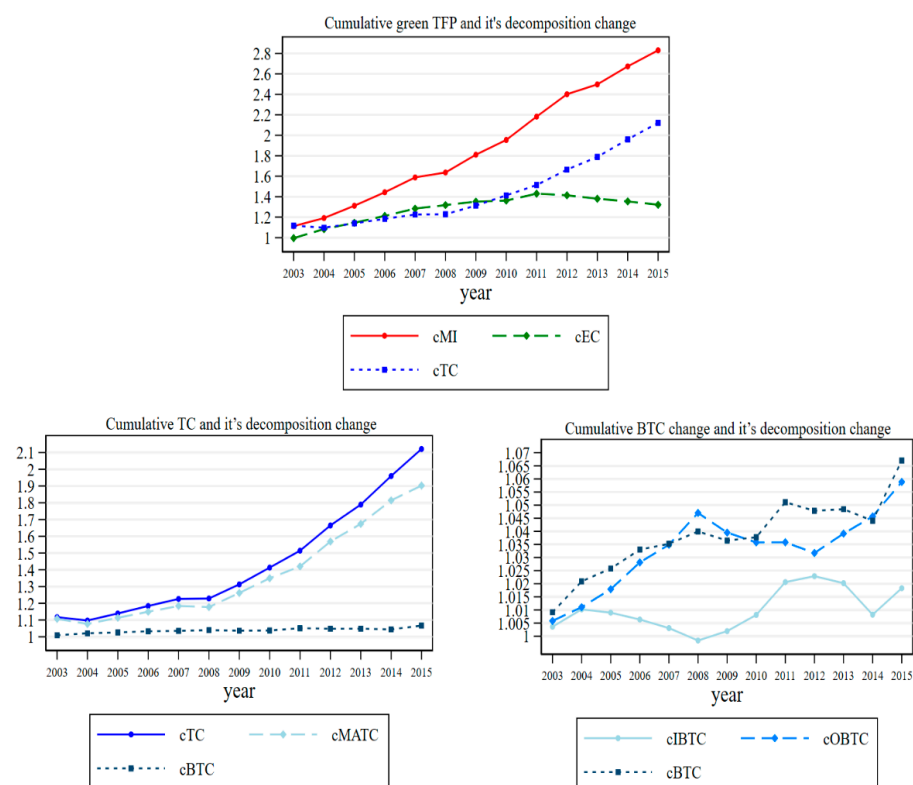 Cumulative green TFP and it's decomposition change
2.8
2.6
2.4
2.2
2
1.8
1.6
1.4
1.2
1
2003 2004 2005 2006 2007 2008 2009 2010 2011 2012 2013 2014 2015
year
cMI cEC
cTC
Cumulative TC and it’s decomposition change
2.1
2
1.9
1.8
1.7
1.6
1.5
1.4
1.3
1.2
1.1
1
2003 2004 2005 2006 2007 2008 2009 2010 2011 2012 2013 2014 2015
year
cTC cMATC
cBTC
Cumulative BTC change and it’s decomposition change
1.07
1.065
1.06
1.055
1.05
1.045
1.04
1.035
1.03
1.025
1.02
1.015
1.01
1.005
1
2003 2004 2005 2006 2007 2008 2009 2010 2011 2012 2013 2014 2015
year
cIBTC cOBTC
cBTC